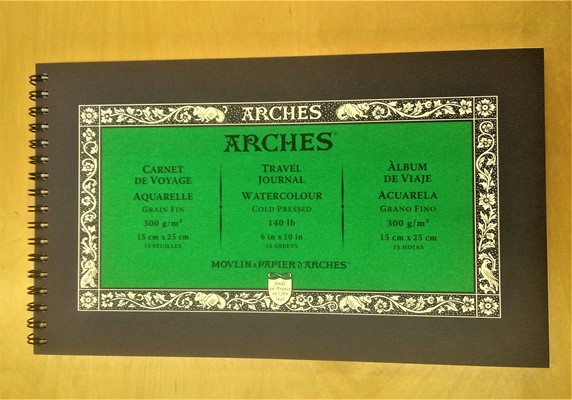 ARCHES
ARCHES®
CARNET
DE VOYAGE
AQUARELLE
GRAIN FIN
300 g/m²
15 cm x 25 cm
15 FEUILLES
TRAVEL
JOURNAL
WATERCOLOUR
COLD PRESSED
140 lb
6 in x 10 in
15 SHEETS
ÀLBUM
DE VIAJE
ACUARELA
GRANO FINO
300 g/m²
15 cm x 25 cm
15 HOJAS
MOVLIN À PAPIER D'ARCHES